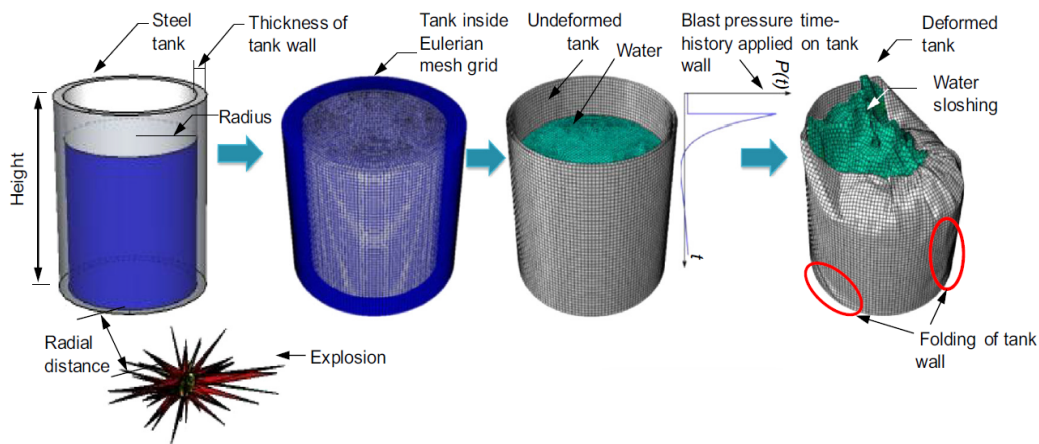 Steel
tank
Thickness of
tank wall
Radius
Height
Radial
distance
Explosion
Tank inside
Eulerian
mesh grid
Undeformed
tank
Water
Blast pressure time-
history applied on tank
wall
P(t)
t
Deformed
tank
Water
sloshing
Folding of tank
wall